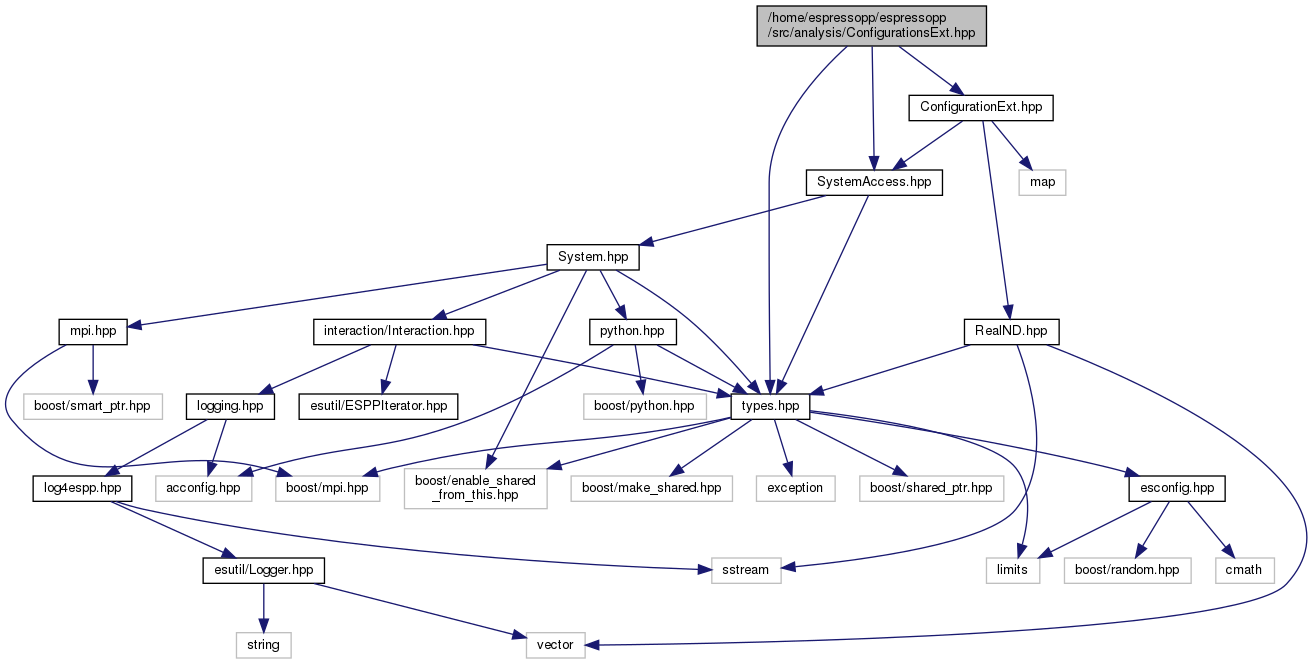 /home/espressopp/espressopp
/src/analysis/ConfigurationsExt.hpp
ConfigurationExt.hpp
SystemAccess.hpp
map
System.hpp
mpi.hpp
interaction/Interaction.hpp
python.hpp
RealND.hpp
boost/smart_ptr.hpp
logging.hpp
esutil/ESPPIterator.hpp
boost/python.hpp
types.hpp
log4espp.hpp
acconfig.hpp
boost/mpi.hpp
boost/enable_shared
_from_this.hpp
boost/make_shared.hpp
exception
boost/shared_ptr.hpp
esconfig.hpp
esutil/Logger.hpp
sstream
limits
boost/random.hpp
cmath
string
vector